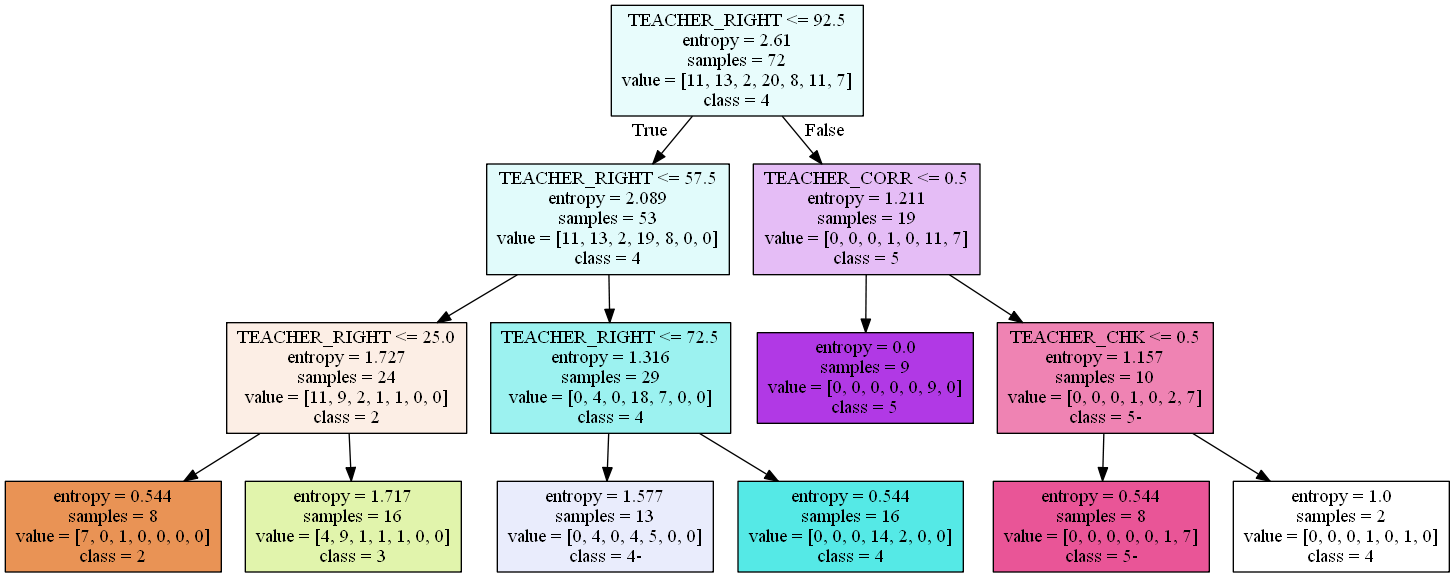 TEACHER_RIGHT <= 92.5
entropy = 2.61
samples = 72
value = [11, 13, 2, 20, 8, 11, 7]
class = 4
True
False
TEACHER_RIGHT <= 57.5
entropy = 2.089
samples = 53
value = [11, 13, 2, 19, 8, 0, 0]
class = 4
TEACHER_CORR <= 0.5
entropy = 1.211
samples = 19
value = [0, 0, 0, 1, 0, 11, 7]
class = 5
TEACHER_RIGHT <= 25.0
entropy = 1.727
samples = 24
value = [11, 9, 2, 1, 1, 0, 0]
class = 2
TEACHER_RIGHT <= 72.5
entropy = 1.316
samples = 29
value = [0, 4, 0, 18, 7, 0, 0]
class = 4
entropy = 0.0
samples = 9
value = [0, 0, 0, 0, 0, 9, 0]
class = 5
TEACHER_CHK <= 0.5
entropy = 1.157
samples = 10
value = [0, 0, 0, 1, 0, 2, 7]
class = 5-
entropy = 0.544
samples = 8
value = [7, 0, 1, 0, 0, 0, 0]
class = 2
entropy = 1.717
samples = 16
value = [4, 9, 1, 1, 1, 0, 0]
class = 3
entropy = 1.577
samples = 13
value = [0, 4, 0, 4, 5, 0, 0]
class = 4-
entropy = 0.544
samples = 16
value = [0, 0, 0, 14, 2, 0, 0]
class = 4
entropy = 0.544
samples = 8
value = [0, 0, 0, 0, 0, 1, 7]
class = 5-
entropy = 1.0
samples = 2
value = [0, 0, 0, 1, 0, 1, 0]
class = 4